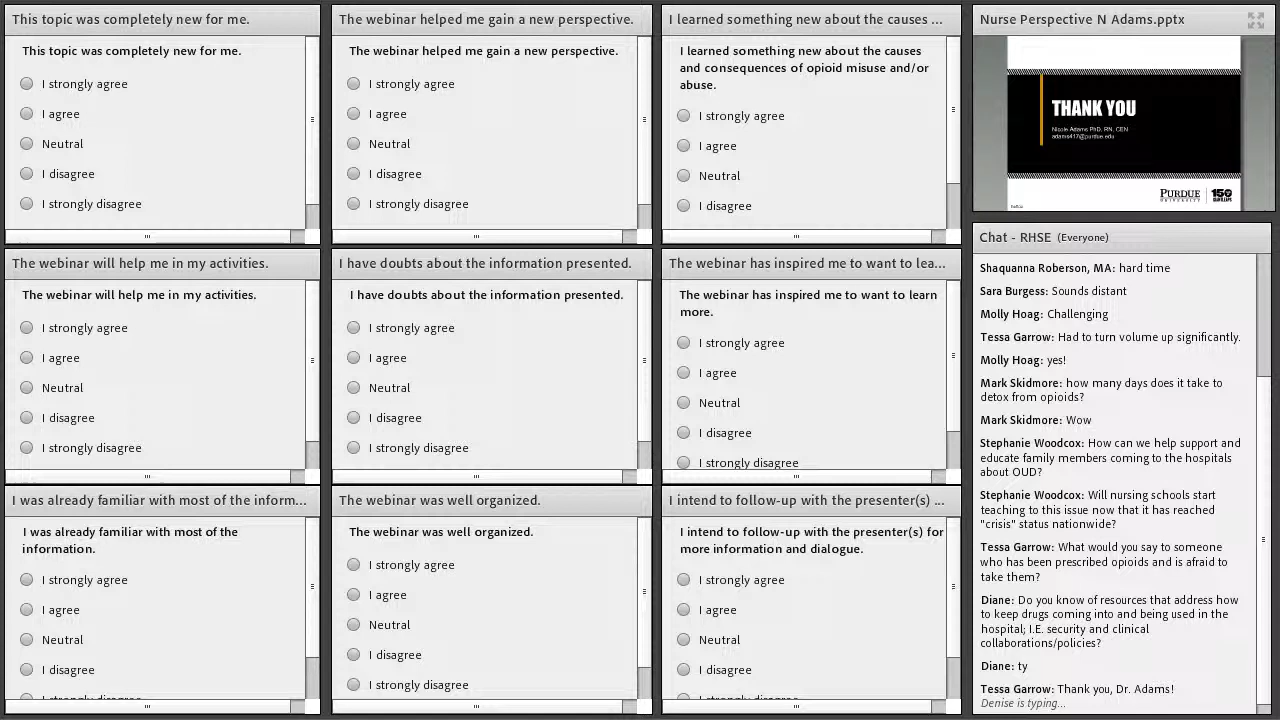 This topic was completely new for me.
This topic was completely new for me.
I strongly agree
I agree
Neutral
I disagree
I strongly disagree
The webinar helped me gain a new perspective.
The webinar helped me gain a new perspective.
I strongly agree
I agree
Neutral
I disagree
I strongly disagree
I learned something new about the causes ...
I learned something new about the causes
and consequences of opioid misuse and/or
abuse.
I strongly agree
I agree
Neutral
I disagree
The webinar will help me in my activities.
The webinar will help me in my activities.
I strongly agree
I agree
Neutral
I disagree
I strongly disagree
I have doubts about the information presented.
I have doubts about the information presented.
I strongly agree
I agree
Neutral
I disagree
I strongly disagree
The webinar has inspired me to want to lea...
The webinar has inspired me to want to learn
more.
I strongly agree
I agree
Neutral
I disagree
I strongly disagree
I was already familiar with most of the inform...
I was already familiar with most of the
information.
I strongly agree
I agree
Neutral
I disagree
I strongly disagree
The webinar was well organized.
The webinar was well organized.
I strongly agree
I agree
Neutral
I disagree
I strongly disagree
I intend to follow-up with the presenter(s) ...
I intend to follow-up with the presenter(s) for
more information and dialogue.
I strongly agree
I agree
Neutral
I disagree
I strongly disagree
Nurse Perspective N Adams.pptx
THANK YOU
Nicole Adams PhD, RN, CEN
adams417@purdue.edu
PURDUE
UNIVERSITY
150
Chat - RHSE (Everyone)
Shaquanna Roberson, MA: hard time
Sara Burgess: Sounds distant
Molly Hoag: Challenging
Tessa Garrow: Had to turn volume up significantly.
Molly Hoag: yes!
Mark Skidmore: how many days does it take to
detox from opioids?
Mark Skidmore: Wow
Stephanie Woodcox: How can we help support and
educate family members coming to the hospitals
about OUD?
Stephanie Woodcox: Will nursing schools start
teaching to this issue now that it has reached
"crisis" status nationwide?
Tessa Garrow: What would you say to someone
who has been prescribed opioids and is afraid to
take them?
Diane: Do you know of resources that address how
to keep drugs coming into and being used in the
hospital; I.E. security and clinical
collaborations/policies?
Diane: ty
Tessa Garrow: Thank you, Dr. Adams!
Denise is typing...